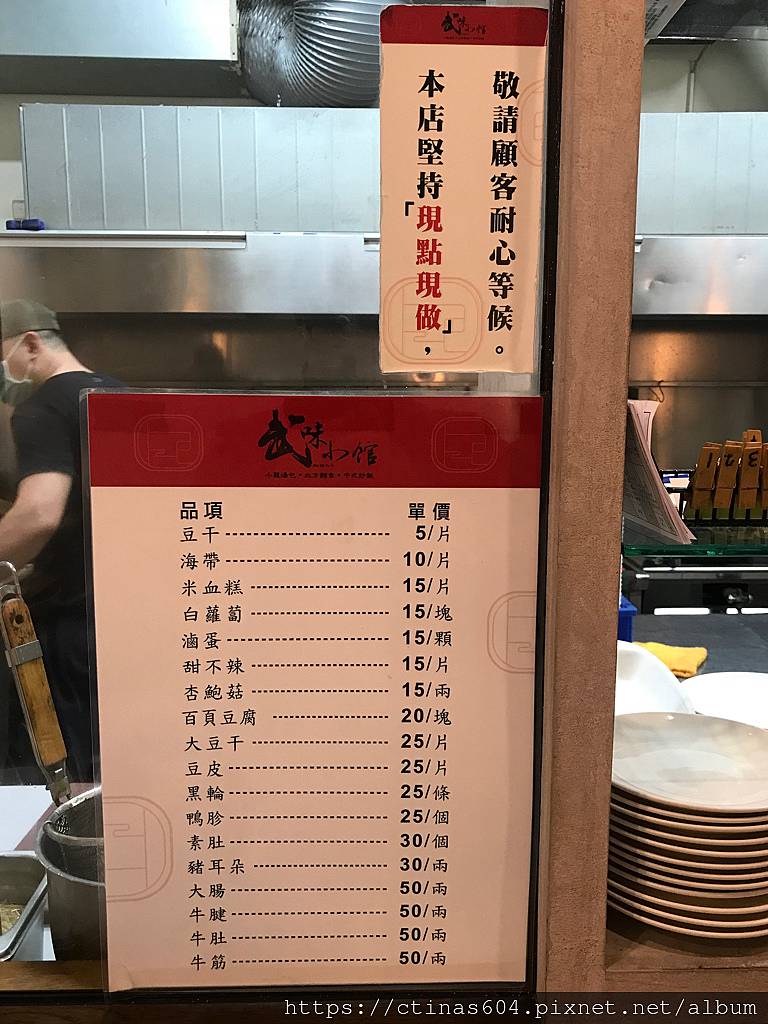 武味小館
敬請顧客耐心等候。
本店堅持「現點現做」，
武味小館
品項 單價
豆干 5/片
海帶 10/片
米血糕 15/片
白蘿蔔 15/塊
滷蛋 15/顆
甜不辣 15/片
杏鮑菇 15/兩
百頁豆腐 20/塊
大豆干 25/片
豆皮 25/片
黑輪 25/條
鴨胗 25/個
素肚 30/個
豬耳朵 30/兩
大腸 50/兩
牛腱 50/兩
牛肚 50/兩
牛筋 50/兩
https://ctinas604.pixnet.net/album